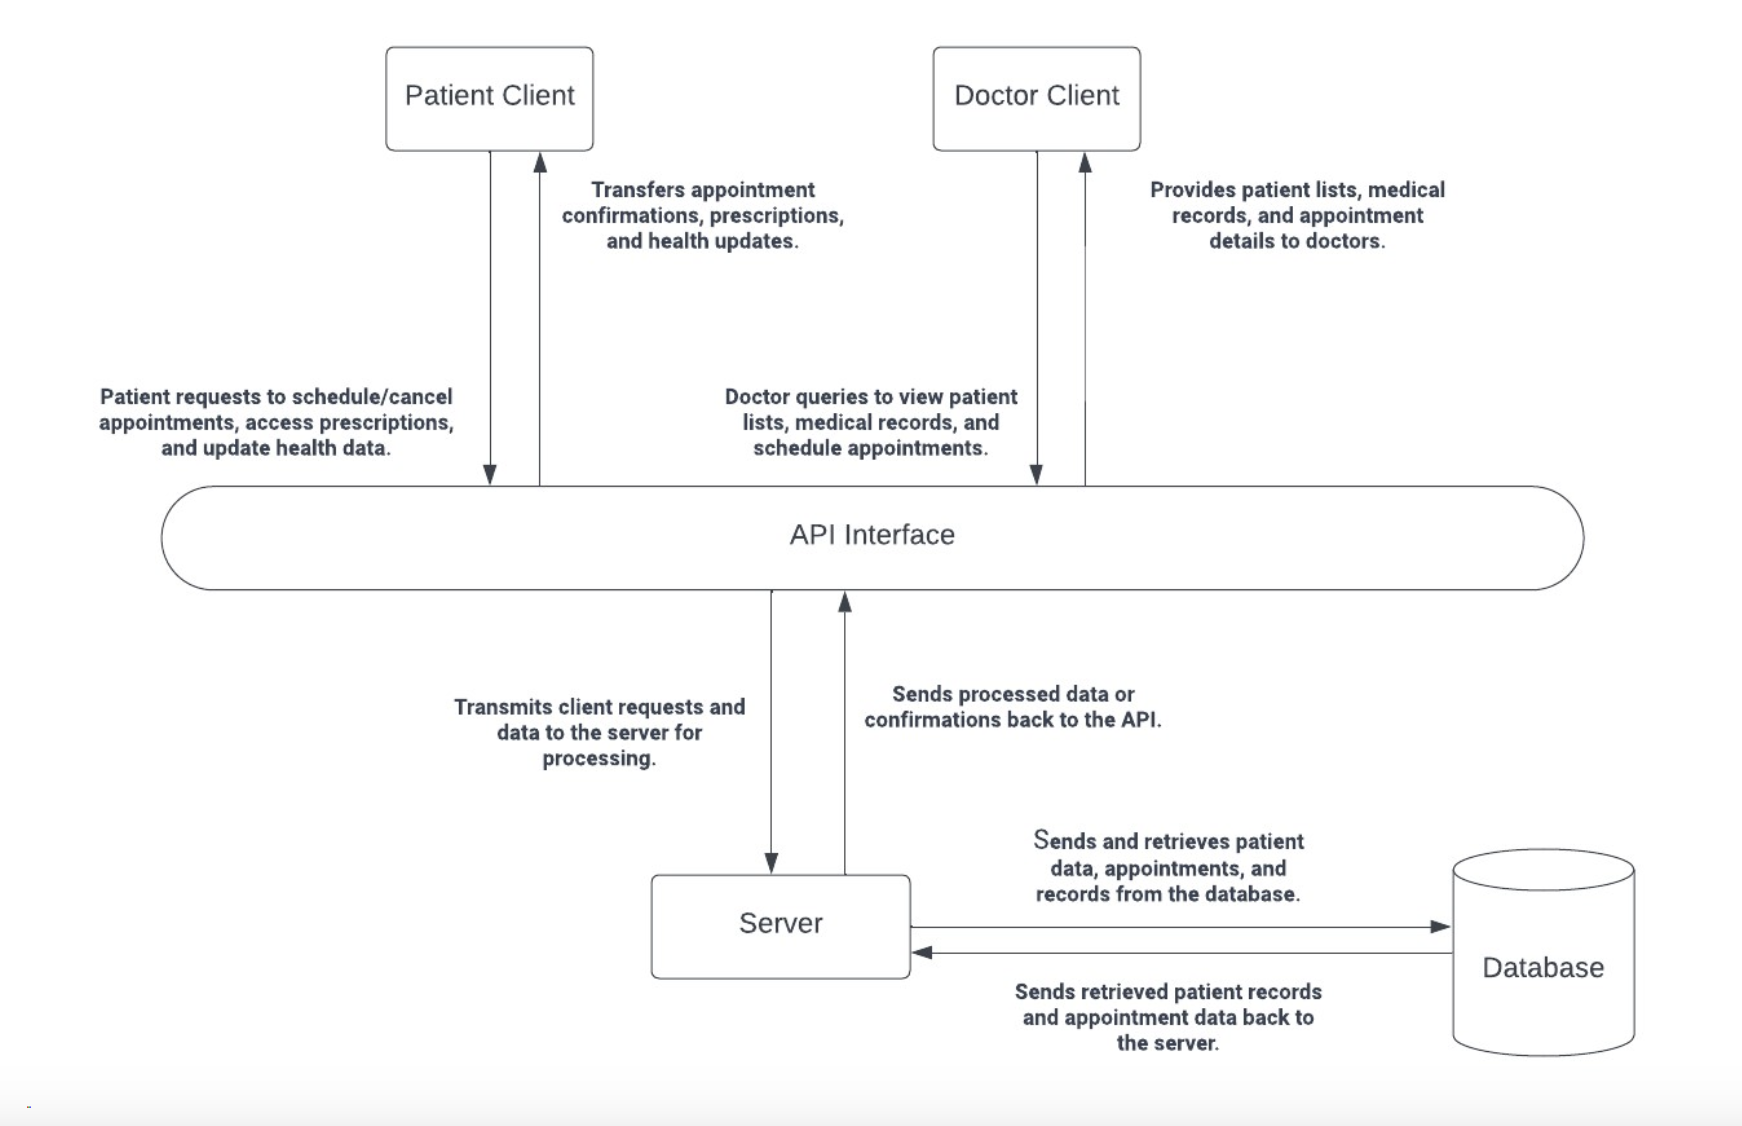 Patient Client
Doctor Client
Transfers appointment
confirmations, prescriptions,
and health updates.
Provides patient lists, medical
records, and appointment
details to doctors.
Patient requests to schedule/cancel
appointments, access prescriptions,
and update health data.
Doctor queries to view patient
lists, medical records, and
schedule appointments.
API Interface
Transmits client requests and
data to the server for
processing.
Sends processed data or
confirmations back to the API.
Sends and retrieves patient
data, appointments, and
records from the database.
Server
Database
Sends retrieved patient records
and appointment data back to
the server.